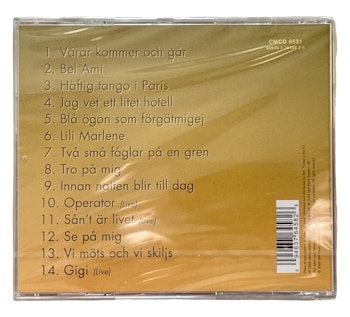 CMCD 6531
1. Vårar kommer och går
2. Bel Ami
3. Häftig tango i Paris
4. Jag vet ett litet hotell
5. Blå ögon som förgätmigej
6. Lili Marlene
7. Två små fåglar på en gren
8. Tro på mig
9. Innan natten blir till dag
10. Operator (Live)
11. Sån't är livet (Live)
12. Se på mig
13. Vi möts och vi skiljs
14. Gigi (Live)